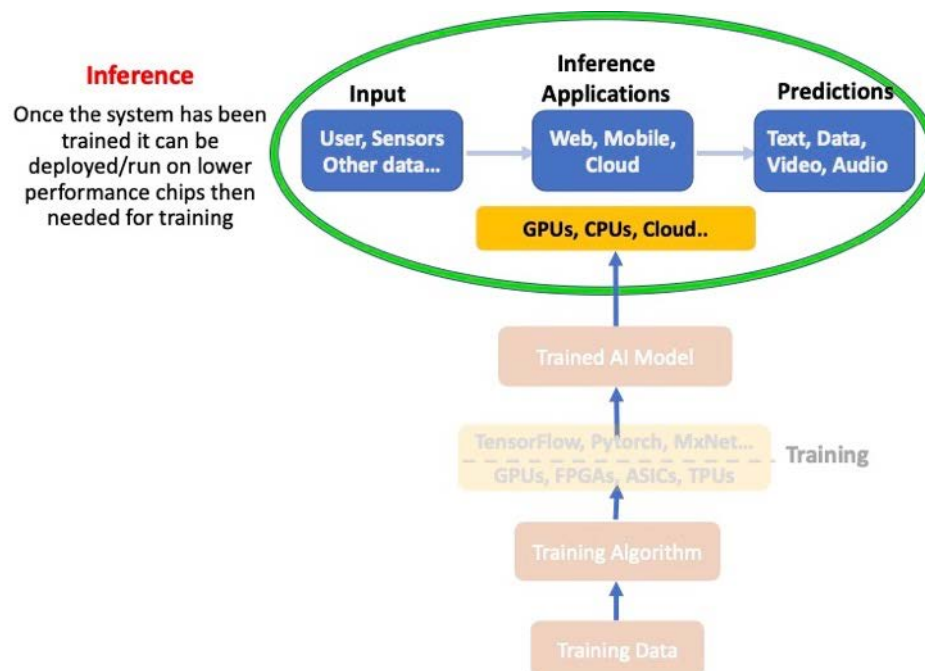 Inference
Once the system has been
trained it can be
deployed/run on lower
performance chips then
needed for training
Input
Inference
Applications
Predictions
User, Sensors
Other data...
Web, Mobile,
Cloud
Text, Data,
Video, Audio
GPUs, CPUs, Cloud..
Trained AI Model
TensorFlow, Pytorch, MxNet...
GPUs, FPGAs, ASICs, TPUs
Training
Training Algorithm
Training Data